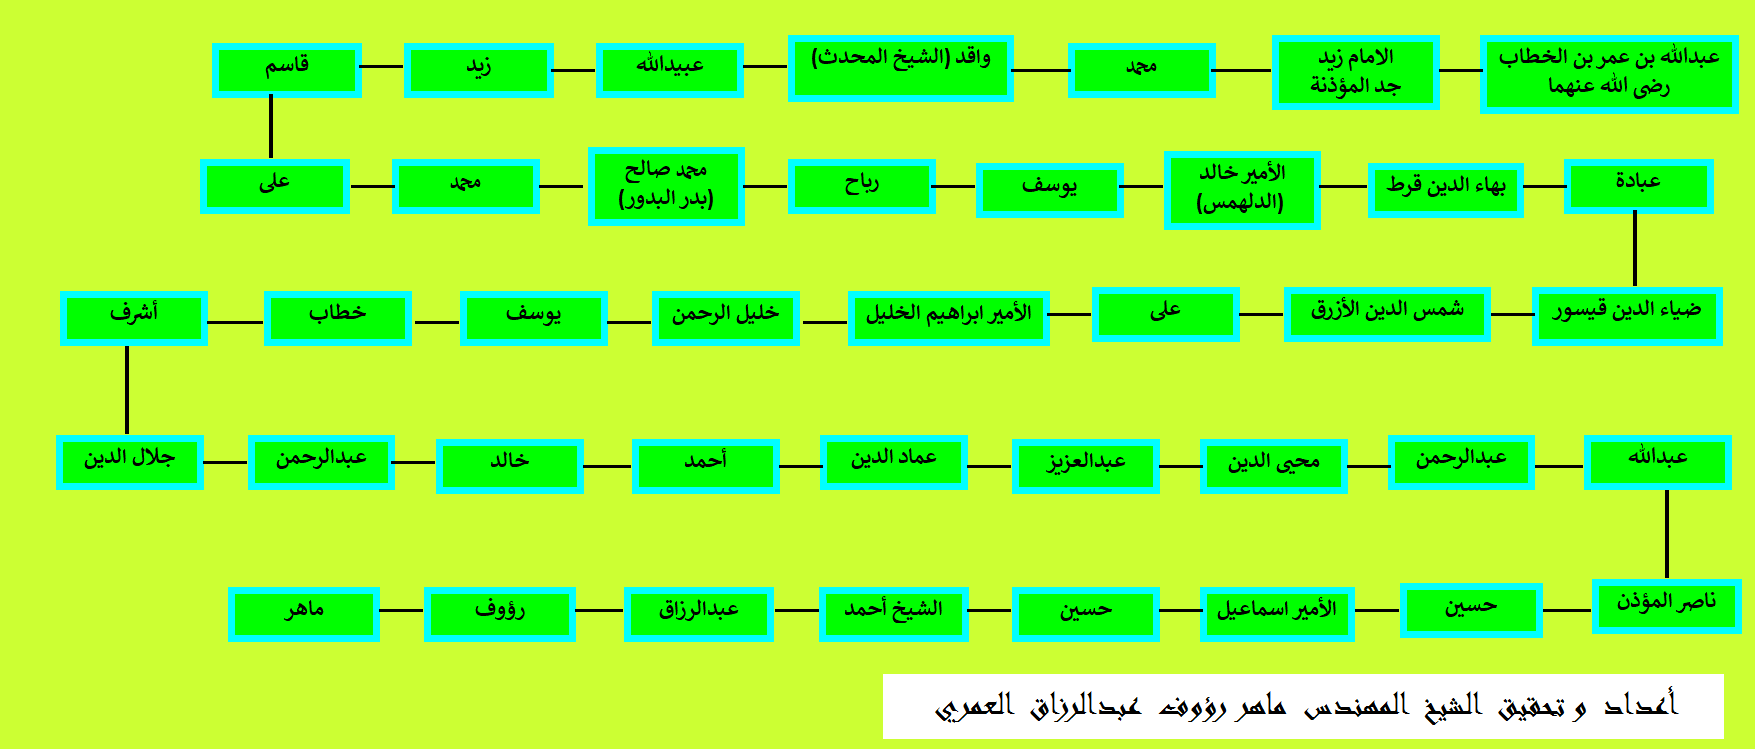 عبدالله بن عمر بن الخطاب
رضى الله عنهما
الامام زيد
جد المؤذنة
محمد
واقد (الشيخ المحدث)
عبيدالله
زيد
قاسم
على
محمد
محمد صالح
(بدر البدور)
رباح
يوسف
الأمير خالد
(الدلهمس)
بهاء الدين قرط
عبادة
ضياء الدين قيسور
شمس الدين الأزرق
على
الأمير ابراهيم الخليل
خليل الرحمن
يوسف
خطاب
أشرف
جلال الدين
عبدالرحمن
خالد
أحمد
عماد الدين
عبدالعزيز
محيى الدين
عبدالرحمن
عبدالله
ناصر المؤذن
حسين
الأمير اسماعيل
حسين
الشيخ أحمد
عبدالرزاق
رؤوف
ماهر
أعداد و تحقيق الشيخ المهندس ماهر رؤوف عبدالرزاق العمري